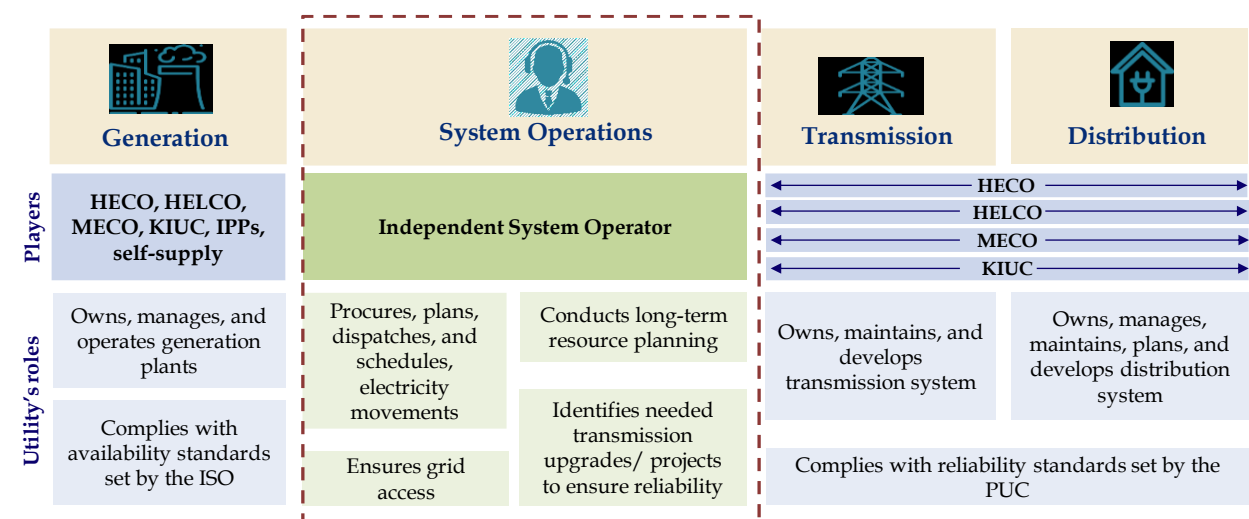 Generation
System Operations
Transmission
Distribution
Players
HECO, HELCO,
MECO, KIUC, IPPs,
self-supply
Independent System Operator
HECO
HELCO
MECO
KIUC
Utility's roles
Owns, manages, and
operates generation
plants
Complies with
availability standards
set by the ISO
Procures, plans,
dispatches, and
schedules,
electricity
movements
Ensures grid
access
Conducts long-term
resource planning
Identifies needed
transmission
upgrades/ projects
to ensure reliability
Owns, maintains, and
develops
transmission system
Owns, manages,
maintains, plans, and
develops distribution
system
Complies with reliability standards set by the
PUC